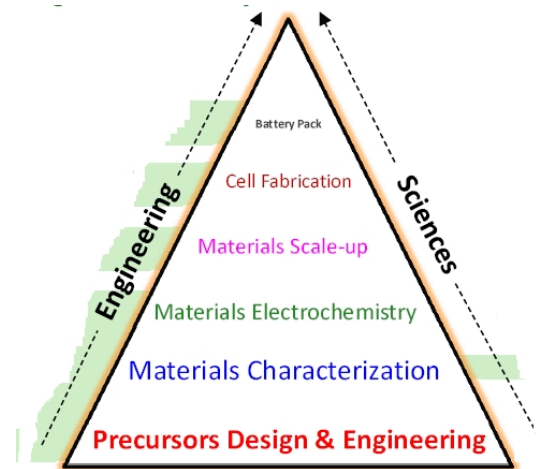 Battery Pack
Cell Fabrication
Materials Scale-up
Materials Electrochemistry
Materials Characterization
Precursors Design & Engineering
Engineering
Sciences